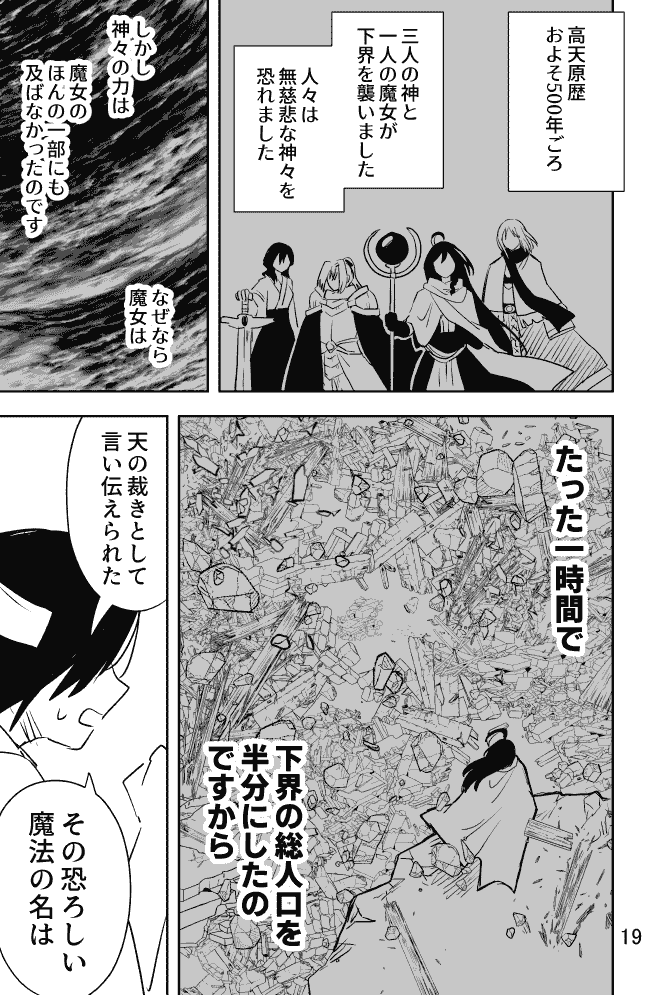 高天原歴
およそ500年ごろ
三人の神と
一人の魔女が
下界を襲いました
人々は
無慈悲な神々を
恐れました
しかし
神々の力は
魔女の
ほんの一部にも
及ばなかったのです
なぜなら
魔女は
たった一時間で
下界の総人口を
半分にしたの
ですから
天の裁きとして
言い伝えられた
その恐ろしい
魔法の名は
19